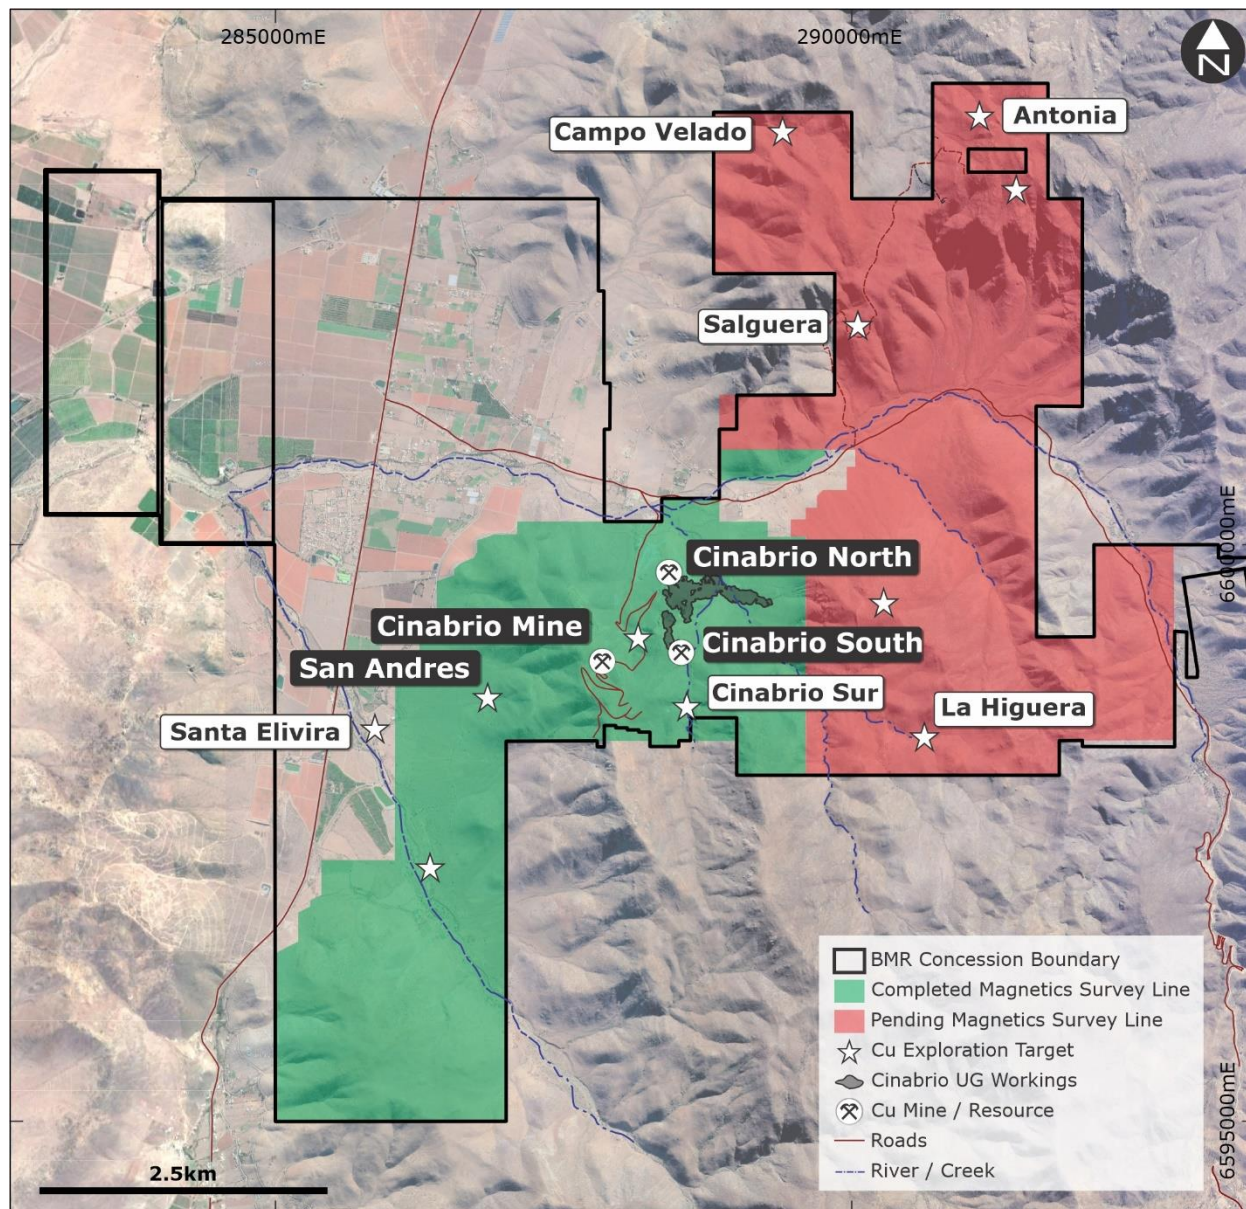 285000mE
290000mE
N
Campo Velado
Antonia
Salguera
6600000mE
Cinabrio North
Cinabrio Mine
Cinabrio South
San Andres
Cinabrio Sur
La Higuera
Santa Elivira
BMR Concession Boundary
Completed Magnetics Survey Line
Pending Magnetics Survey Line
Cu Exploration Target
Cinabrio UG Workings
Cu Mine / Resource
Roads
River / Creek
6595000mE
2.5km